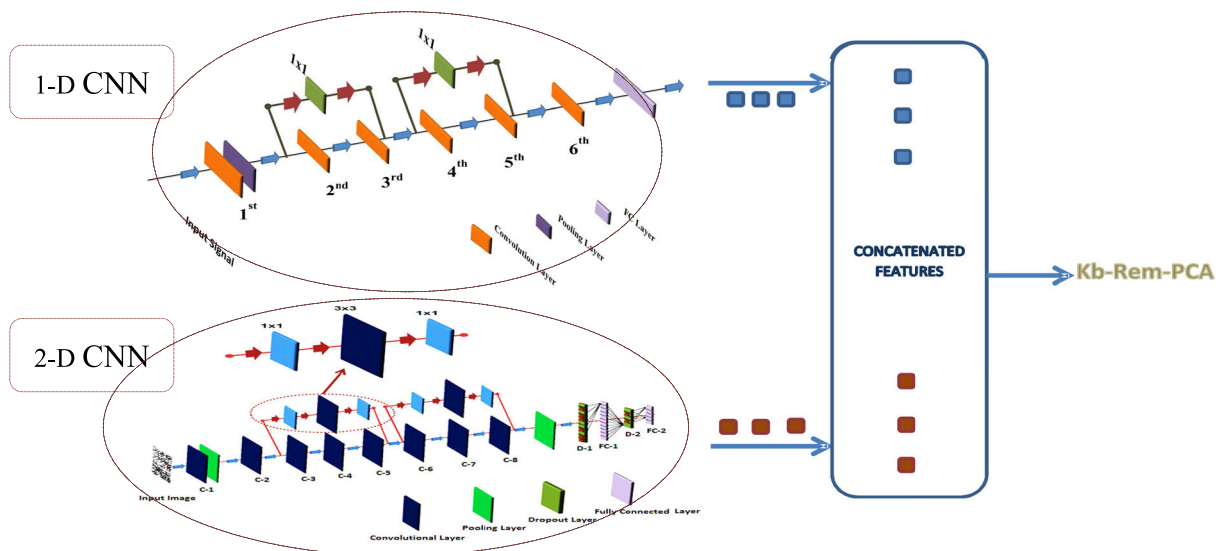 1-D CNN
1x1
1x1
1st
2nd
3rd
4th
5th
6th
Input Signal
Convolution Layer
Pooling Layer
FC Layer
CONCATENATED
FEATURES
Kb-Rem-PCA
2-D CNN
1x1
3x3
1x1
Input Image
C-1
C-2
C-3
C-4
C-5
C-6
C-7
C-8
D-1
FC-1
D-2
FC-2
Convolutional Layer
Pooling Layer
Dropout Layer
Fully Connected Layer